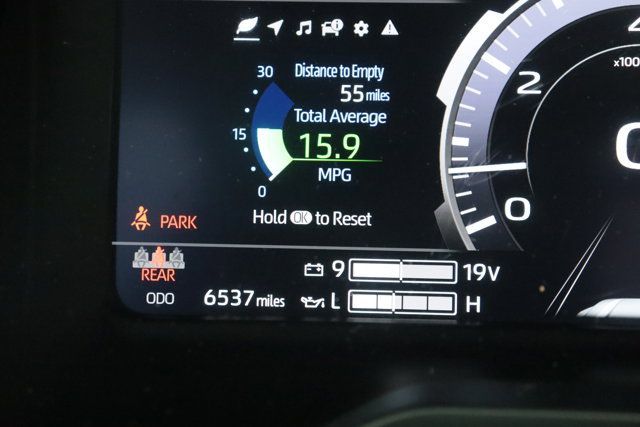 30
Distance to Empty
55 miles
Total Average
15
15.9
MPG
0
Hold OK to Reset
PARK
REAR
ODO 6537 miles
9 19V
L H
x100
2
0